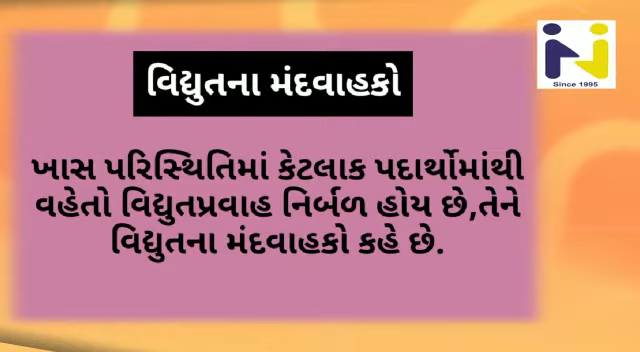 વિદ્યુતના મંદવાહકો
Since 1995
ખાસ પરિસ્થિતિમાં કેટલાક પદાર્થોમાંથી
વહેતો વિદ્યુતપ્રવાહ નિર્બળ હોય છે,તેને
વિદ્યુતના મંદવાહકો કહે છે.